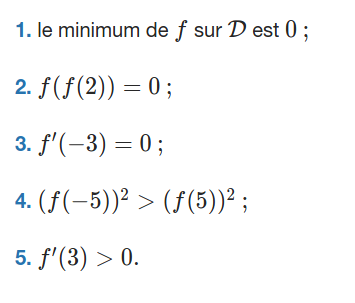 1. le minimum de f sur 𝒟 est 0 ;
2. f(f(2)) = 0 ;
3. f′(−3) = 0 ;
4. (f(−5))² > (f(5))² ;
5. f′(3) > 0.